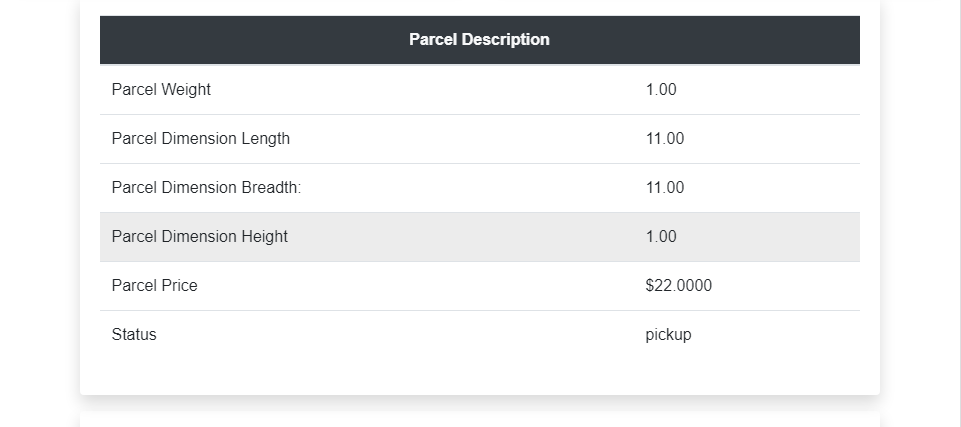 Parcel Description
Parcel Weight 1.00
Parcel Dimension Length 11.00
Parcel Dimension Breadth: 11.00
Parcel Dimension Height 1.00
Parcel Price $22.0000
Status pickup